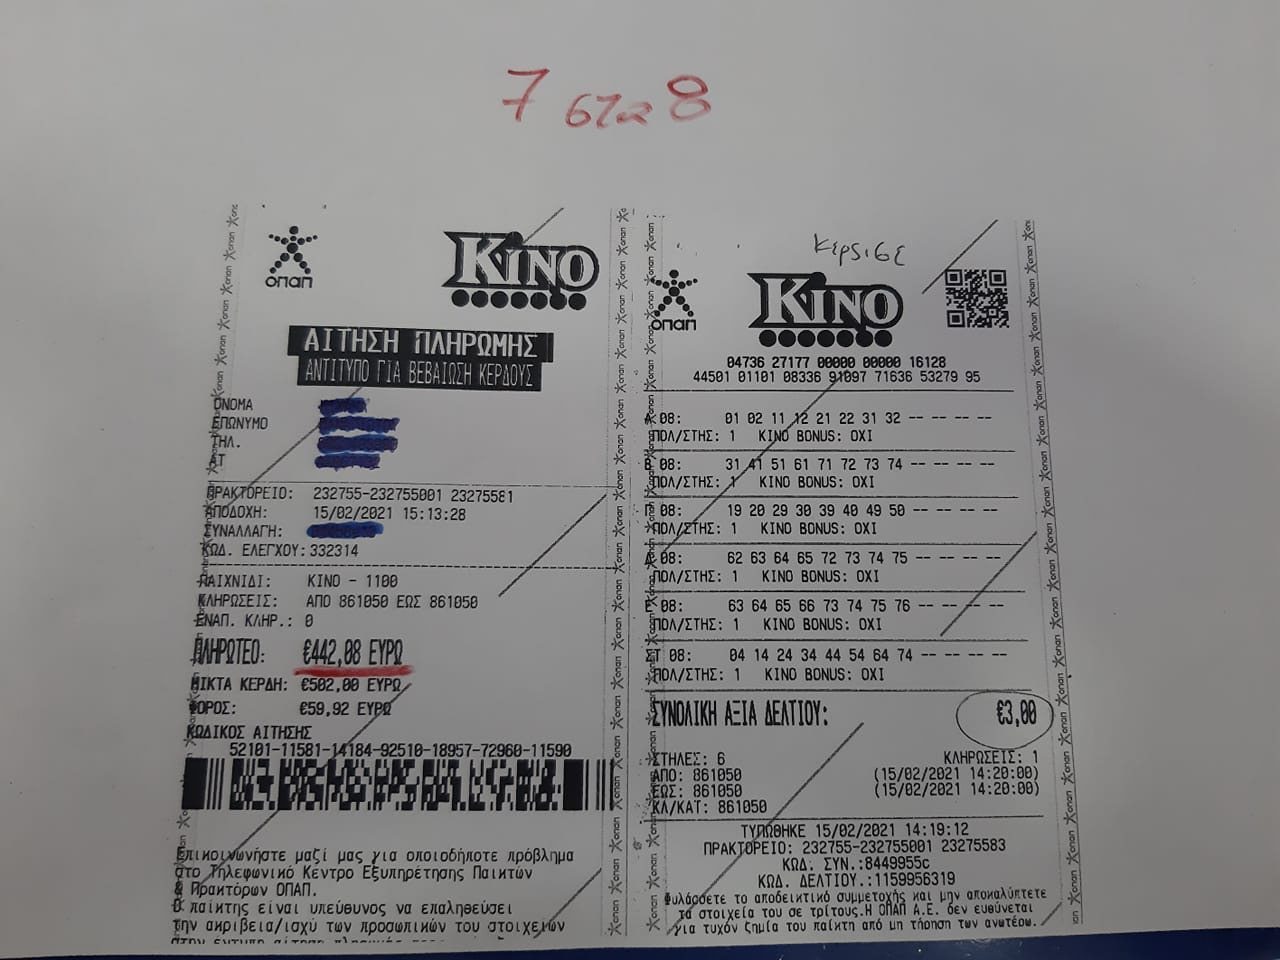 7 στα 8
οπαπ
ΚΙΝΟ
ΑΙΤΗΣΗ ΠΛΗΡΩΜΗΣ
ΑΝΤΙΤΥΠΟ ΓΙΑ ΒΕΒΑΙΩΣΗ ΚΕΡΔΟΥΣ
ΟΝΟΜΑ
ΕΠΩΝΥΜΟ
ΤΗΛ.
ΑΤ
ΠΡΑΚΤΟΡΕΙΟ: 232755-232755001 23275581
ΑΠΟΔΟΧΗ: 15/02/2021 15:13:28
ΣΥΝΑΛΛΑΓΗ:
ΚΩΔ. ΕΛΕΓΧΟΥ: 332314
ΠΑΙΧΝΙΔΙ: ΚΙΝΟ - 1100
ΚΛΗΡΩΣΕΙΣ: ΑΠΟ 861050 ΕΩΣ 861050
ΕΝΑΠ. ΚΛΗΡ.: 0
ΠΛΗΡΩΤΕΟ: €442,08 ΕΥΡΩ
ΜΙΚΤΑ ΚΕΡΔΗ: €502,00 ΕΥΡΩ
ΦΟΡΟΣ: €59,92 ΕΥΡΩ
ΚΩΔΙΚΟΣ ΑΙΤΗΣΗΣ
52101-11581-14184-92510-18957-72960-11590
Επικοινωνήστε μαζί μας για οποιοδήποτε πρόβλημα
στο Τηλεφωνικό Κέντρο Εξυπηρέτησης Παικτών
& Πρακτόρων ΟΠΑΠ.
Ο παίκτης είναι υπεύθυνος να επαληθεύσει
την ακρίβεια/ισχύ των προσωπικών του στοιχείων
κερδισε
οπαπ
ΚΙΝΟ
04736 27177 00000 00000 16128
44501 01101 08336 91097 71636 53279 95
Α 08: 01 02 11 12 21 22 31 32 -- -- -- --
ΠΟΛ/ΣΤΗΣ: 1 KINO BONUS: ΟΧΙ
Β 08: 31 41 51 61 71 72 73 74 -- -- -- --
ΠΟΛ/ΣΤΗΣ: 1 KINO BONUS: ΟΧΙ
Γ 08: 19 20 29 30 39 40 49 50 -- -- -- --
ΠΟΛ/ΣΤΗΣ: 1 KINO BONUS: ΟΧΙ
Δ 08: 62 63 64 65 72 73 74 75 -- -- -- --
ΠΟΛ/ΣΤΗΣ: 1 KINO BONUS: ΟΧΙ
Ε 08: 63 64 65 66 73 74 75 76 -- -- -- --
ΠΟΛ/ΣΤΗΣ: 1 KINO BONUS: ΟΧΙ
ΣΤ 08: 04 14 24 34 44 54 64 74 -- -- -- --
ΠΟΛ/ΣΤΗΣ: 1 KINO BONUS: ΟΧΙ
ΣΥΝΟΛΙΚΗ ΑΞΙΑ ΔΕΛΤΙΟΥ: €3,00
ΣΤΗΛΕΣ: 6 ΚΛΗΡΩΣΕΙΣ: 1
ΑΠΟ: 861050 (15/02/2021 14:20:00)
ΕΩΣ: 861050 (15/02/2021 14:20:00)
ΚΛ/ΚΑΤ: 861050
ΤΥΠΩΘΗΚΕ 15/02/2021 14:19:12
ΠΡΑΚΤΟΡΕΙΟ: 232755-232755001 23275583
ΚΩΔ. ΣΥΝ.:8449955c
ΚΩΔ. ΔΕΛΤΙΟΥ.:1159956319
Φυλάσσετε το αποδεικτικό συμμετοχής και μην αποκαλύπτετε
τα στοιχεία του σε τρίτους.Η ΟΠΑΠ Α.Ε. δεν ευθύνεται
για τυχόν ζημία του παίκτη από μη τήρηση των ανωτέρω.